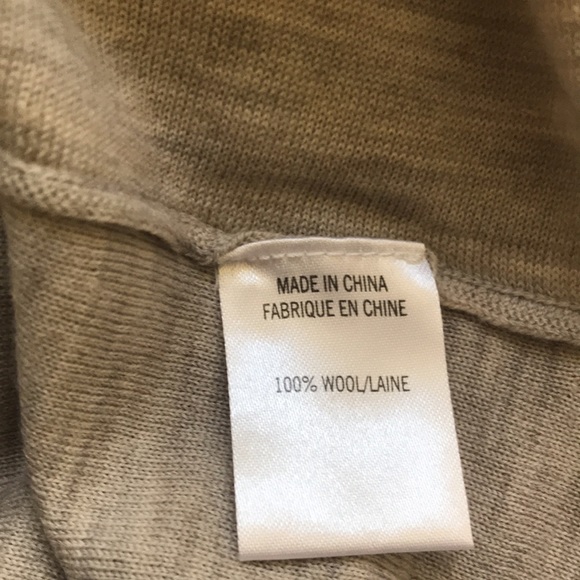 MADE IN CHINA
FABRIQUE EN CHINE
100% WOOL/LAINE